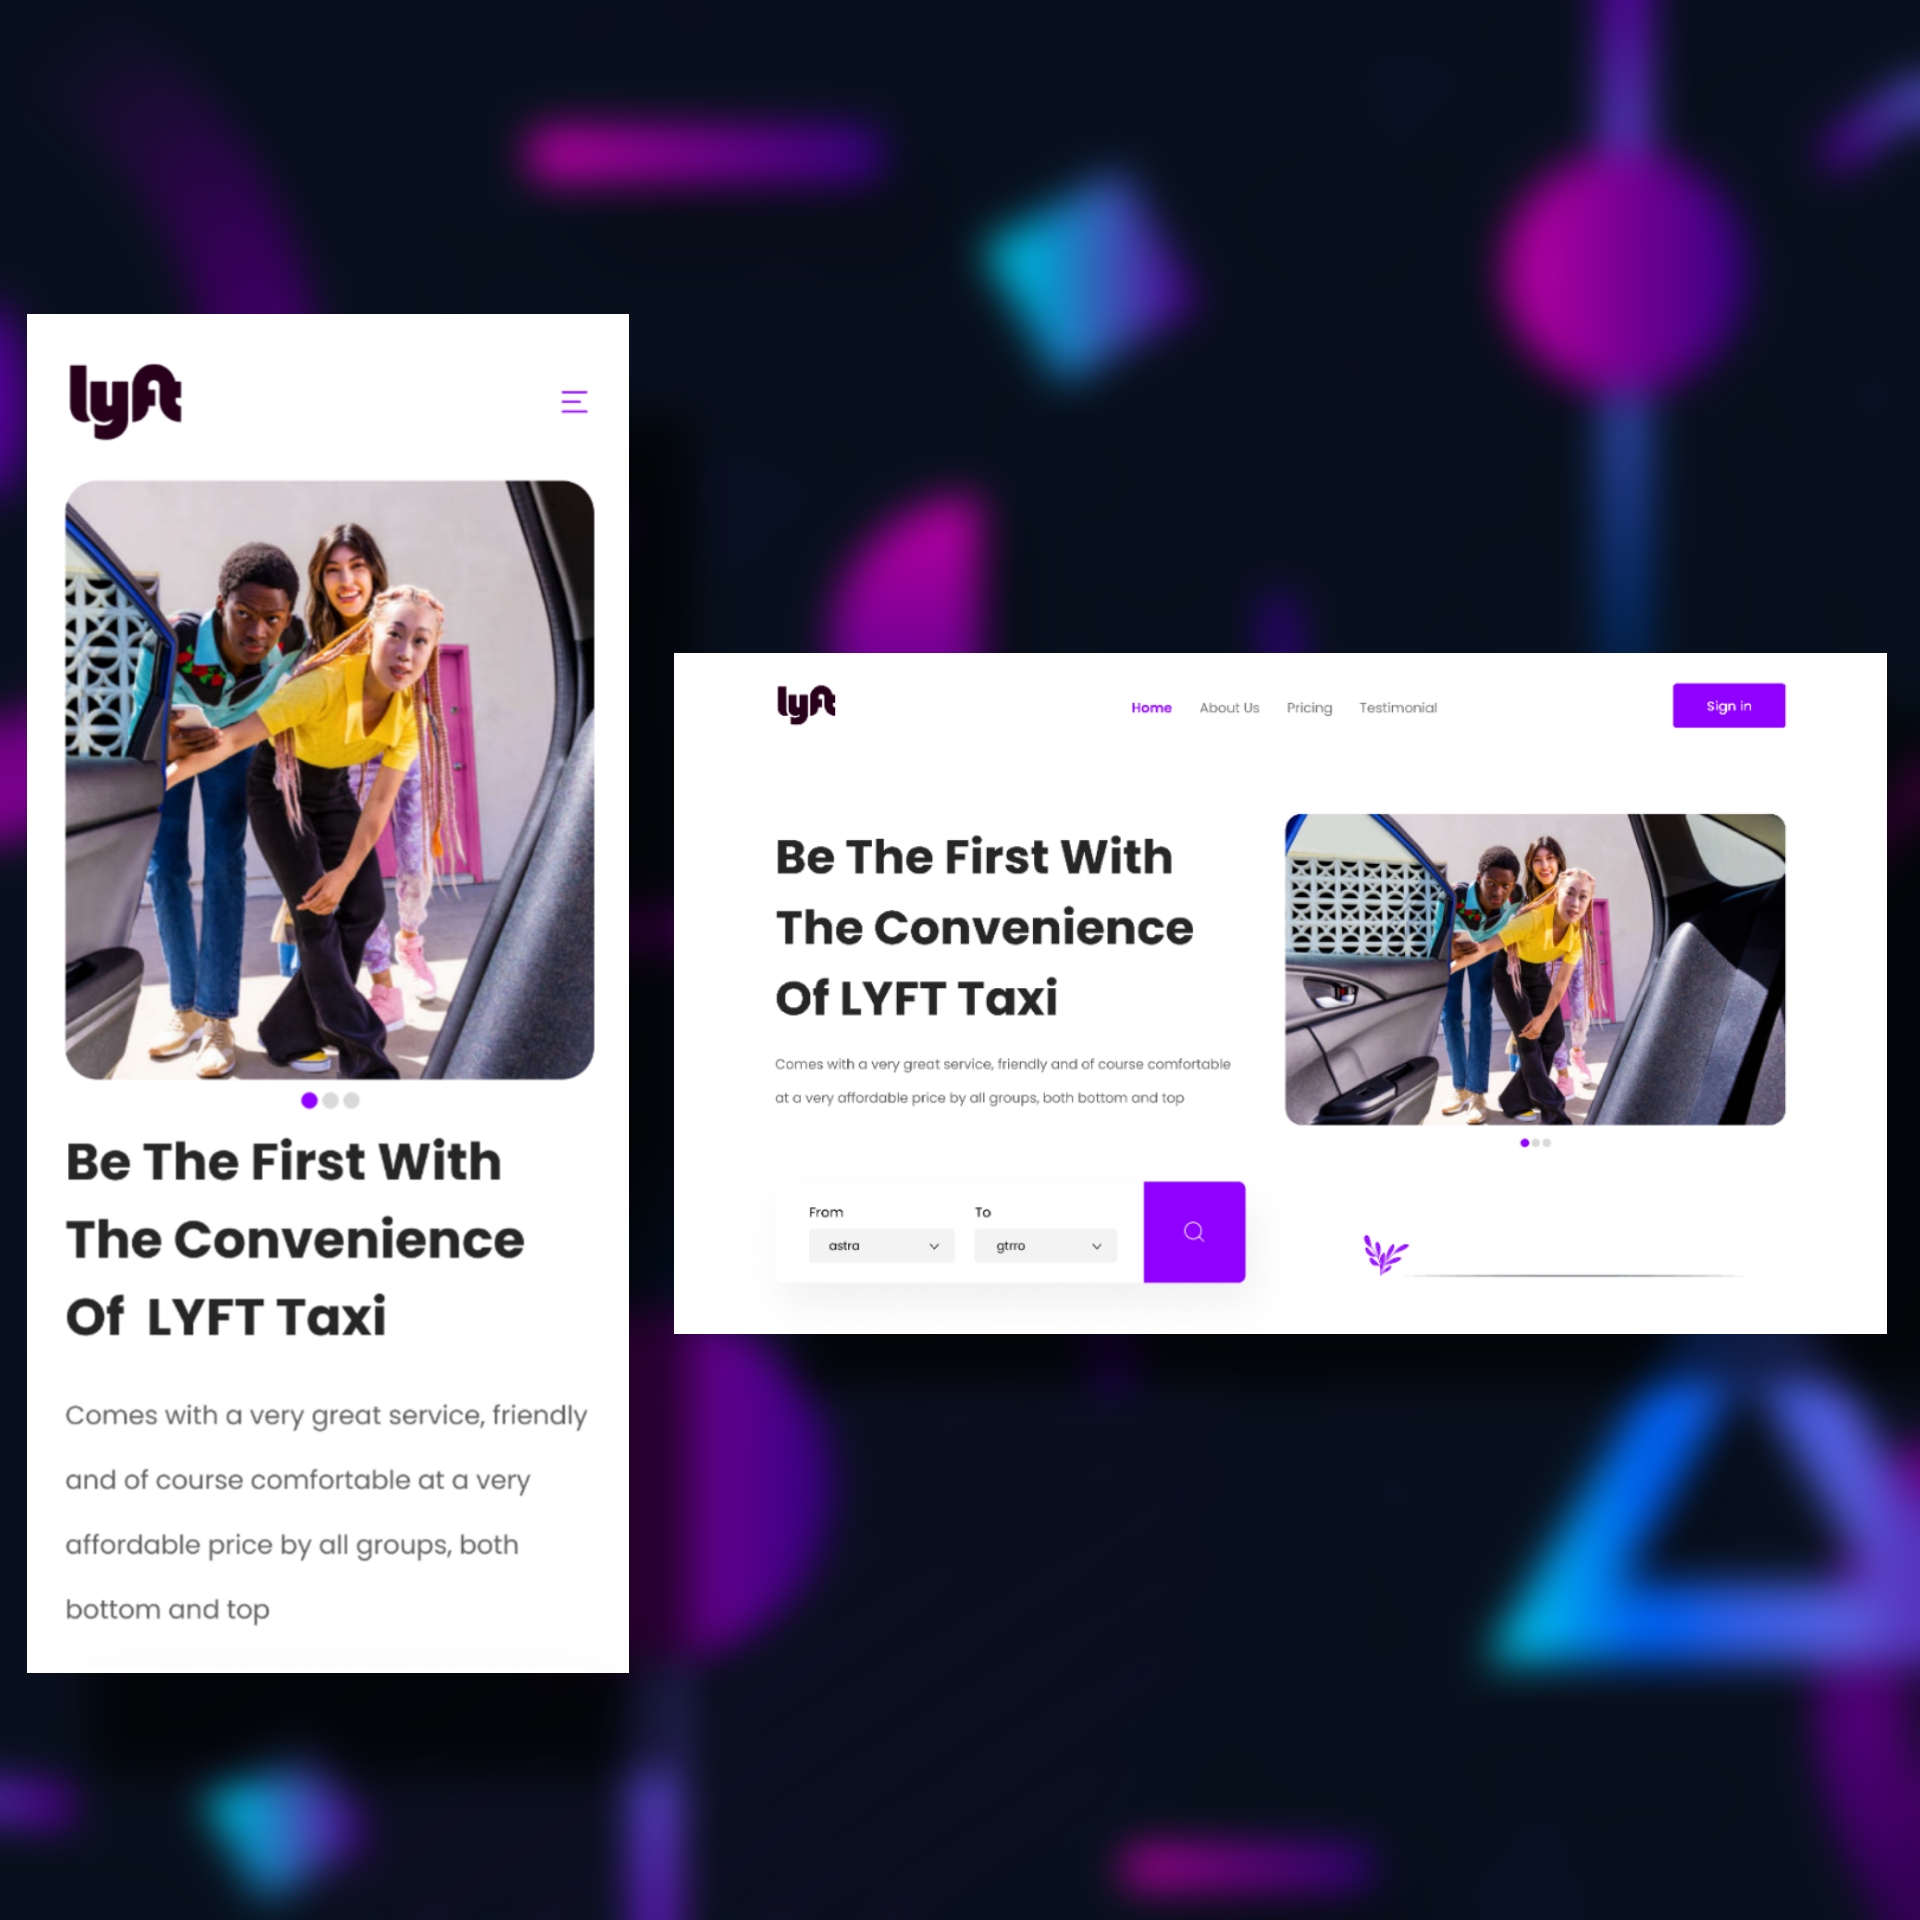 lyft
Be The First With
The Convenience
Of LYFT Taxi
Comes with a very great service, friendly
and of course comfortable at a very
affordable price by all groups, both
bottom and top
lyft
Home About Us Pricing Testimonial
Sign in
Be The First With
The Convenience
Of LYFT Taxi
Comes with a very great service, friendly and of course comfortable
at a very affordable price by all groups, both bottom and top
From To
astra gtrro